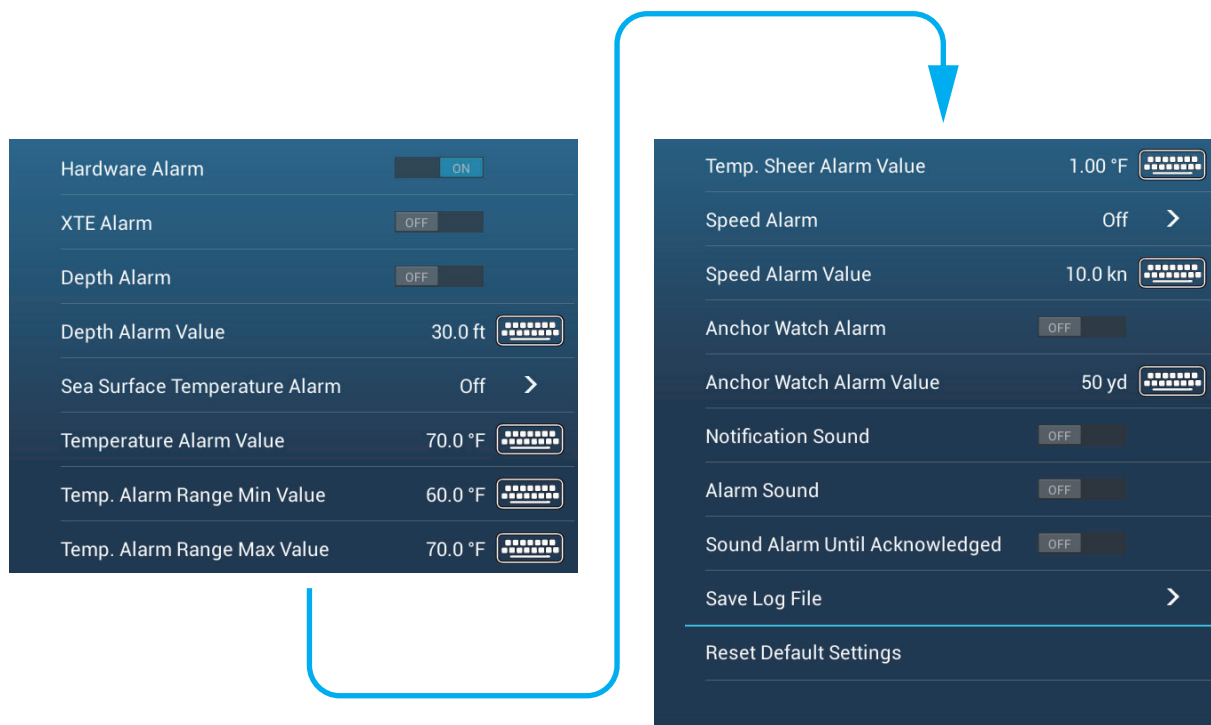 Hardware Alarm ON
XTE Alarm OFF
Depth Alarm OFF
Depth Alarm Value 30.0 ft
Sea Surface Temperature Alarm Off
Temperature Alarm Value 70.0 °F
Temp. Alarm Range Min Value 60.0 °F
Temp. Alarm Range Max Value 70.0 °F
Temp. Sheer Alarm Value 1.00 °F
Speed Alarm Off
Speed Alarm Value 10.0 kn
Anchor Watch Alarm OFF
Anchor Watch Alarm Value 50 yd
Notification Sound OFF
Alarm Sound OFF
Sound Alarm Until Acknowledged OFF
Save Log File
Reset Default Settings